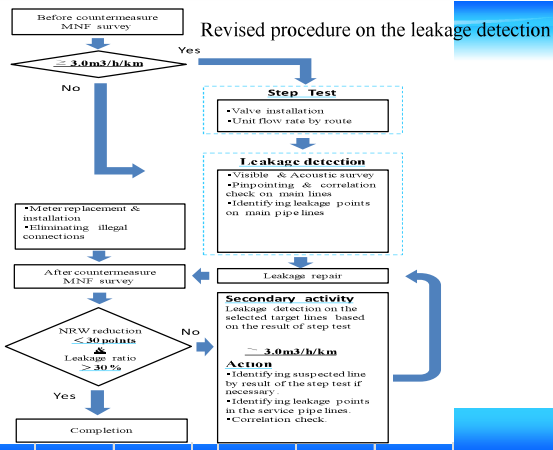 Revised procedure on the leakage detection
Before countermeasure
MNF survey
Yes
≥ 3.0m3/h/km
No
Step Test
▪Valve installation
▪Unit flow rate by route
Leakage detection
▪Visible & Acoustic survey
▪Pinpointing & correlation
check on main lines
▪Identifying leakage points
on main pipe lines
▪Meter replacement &
installation
▪Eliminating illegal
connections
After countermeasure
MNF survey
Leakage repair
NRW reduction
< 30 points
&
Leakage ratio
> 30 %
No
Yes
Secondary activity
Leakage detection on the
selected target lines based
on the result of step test
3.0m3/h/km
Action
▪Identifying suspected line
by result of the step test if
necessary.
▪Identifying leakage points
in the service pipe lines.
▪Correlation check.
Completion